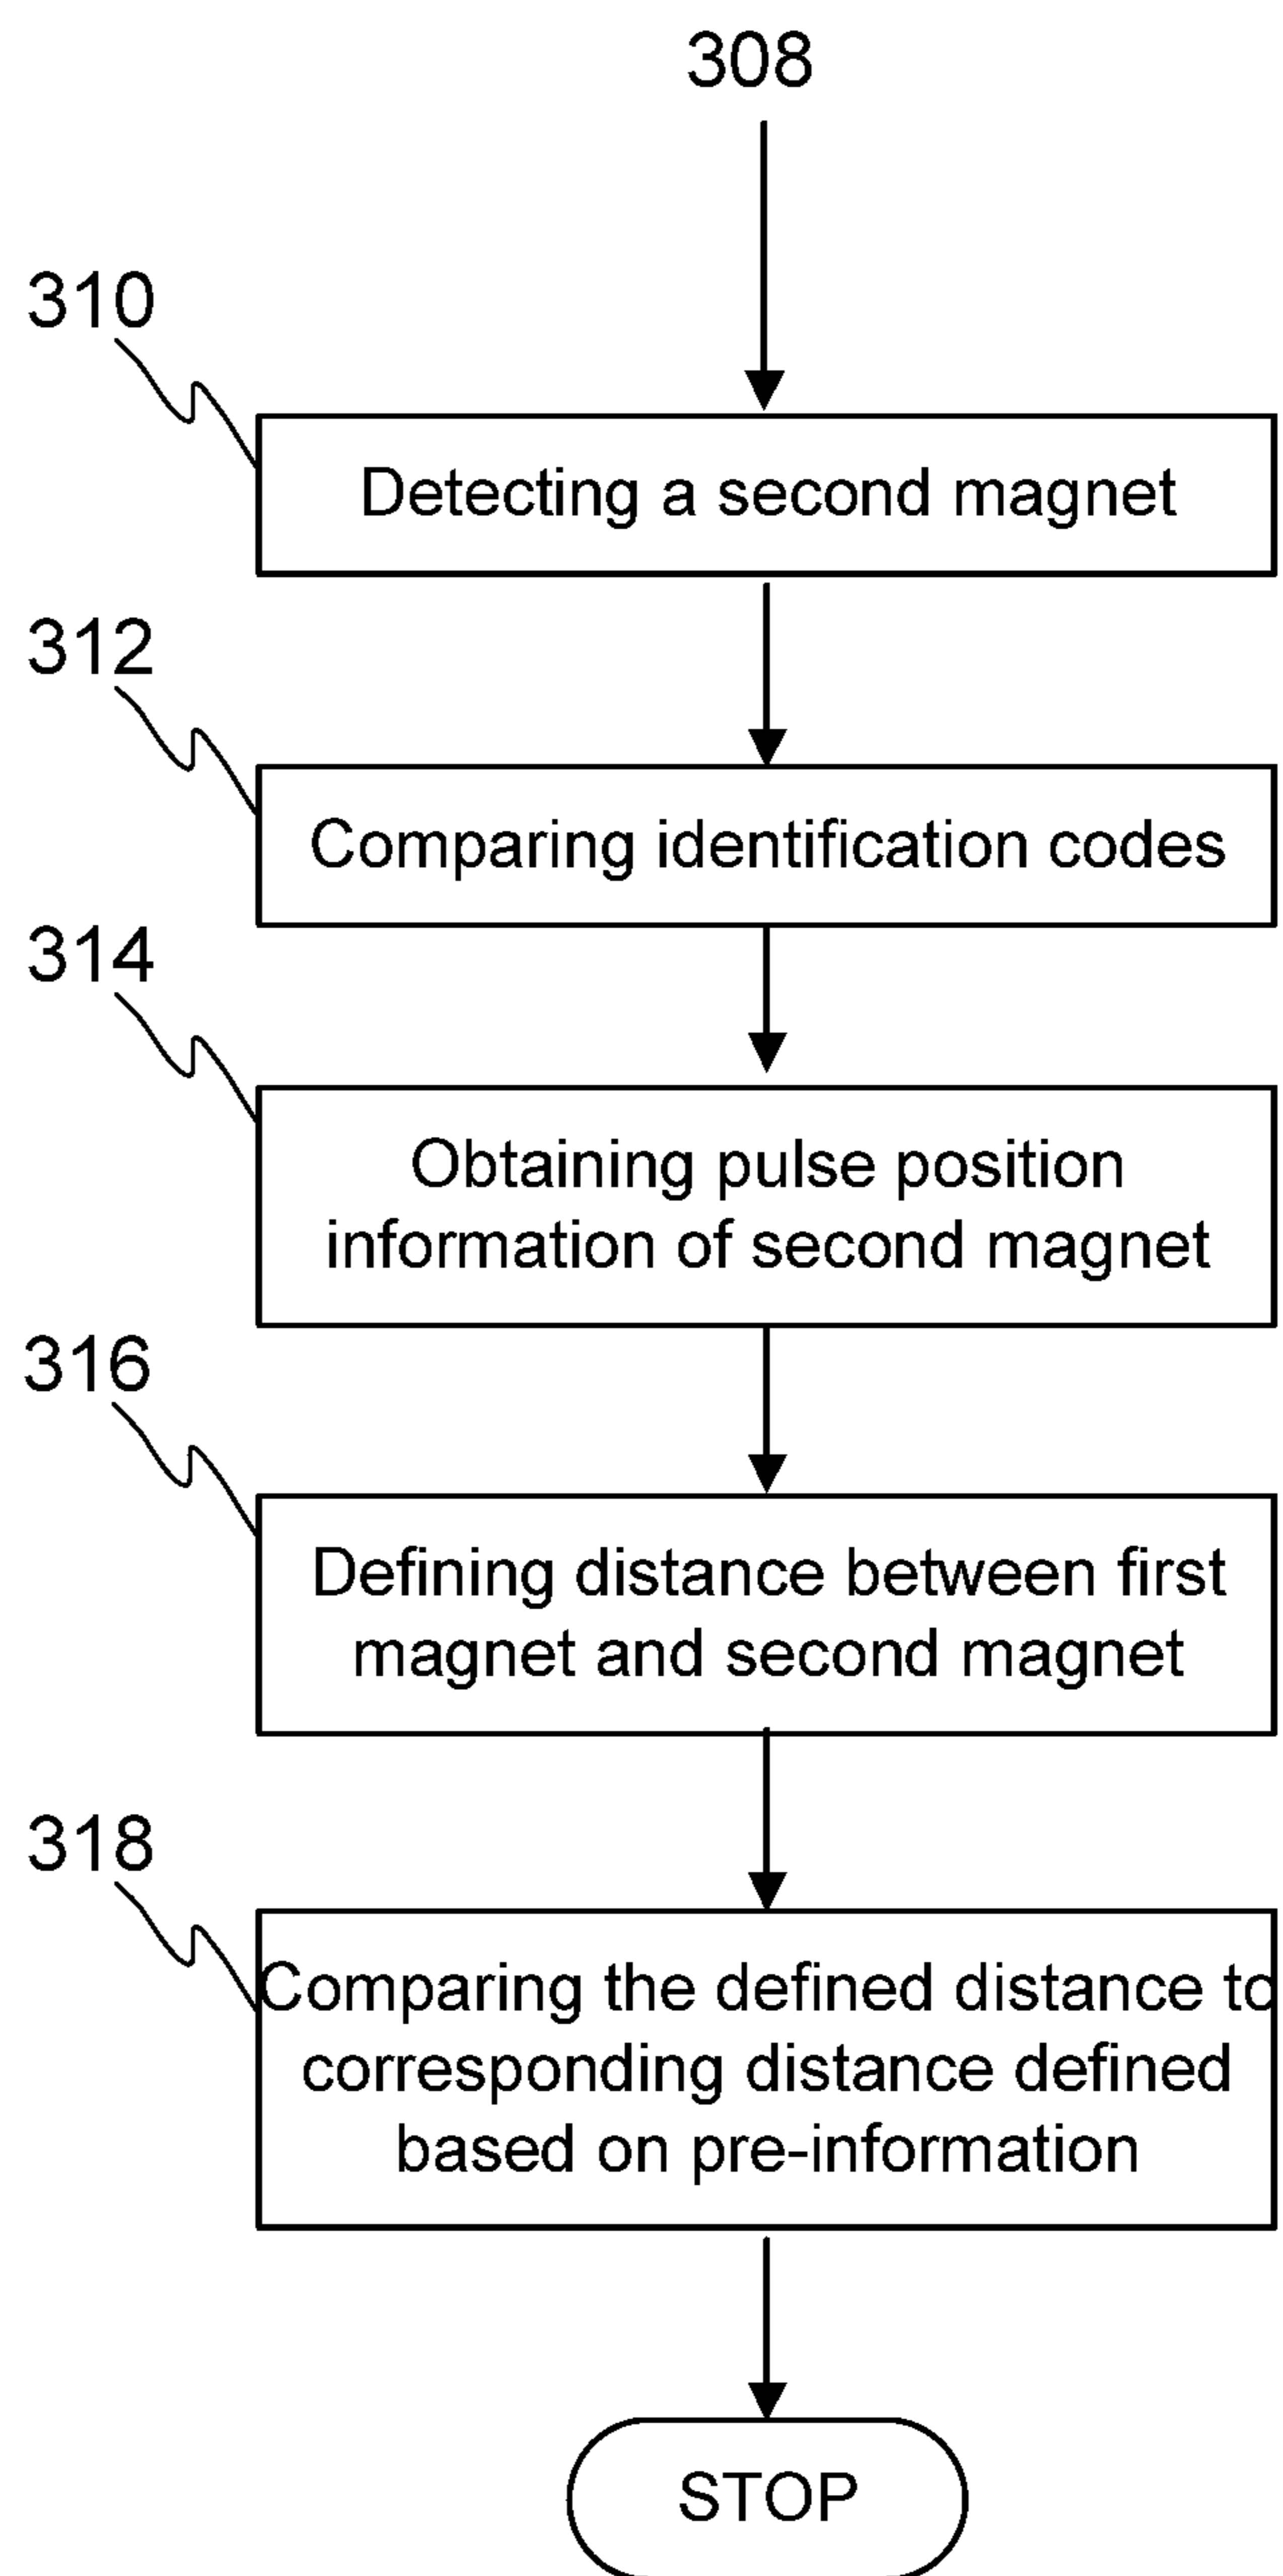 308
310
Detecting a second magnet
312
Comparing identification codes
314
Obtaining pulse position
information of second magnet
316
Defining distance between first
magnet and second magnet
318
Comparing the defined distance to
corresponding distance defined
based on pre-information
STOP